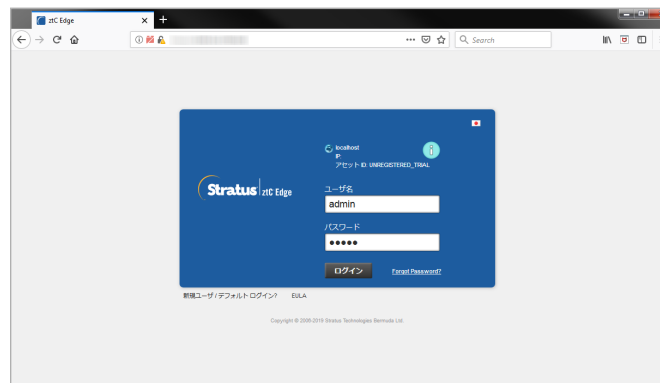 ztC Edge
Search
localhost
IP:
アセット ID: UNREGISTERED_TRIAL
Stratus ztC Edge
ユーザ名
admin
パスワード
ログイン
Forgot Password?
新規ユーザ / デフォルト ログイン?
EULA
Copyright © 2008-2019 Stratus Technologies Bermuda Ltd.